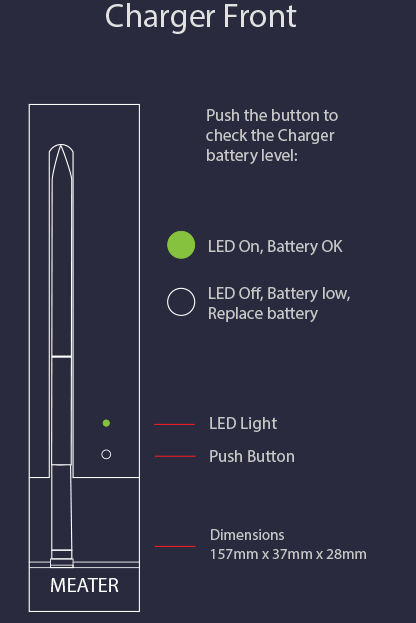 Charger Front
Push the button to
check the Charger
battery level:
LED On, Battery OK
LED Off, Battery low,
Replace battery
LED Light
Push Button
Dimensions
157mm x 37mm x 28mm
MEATER